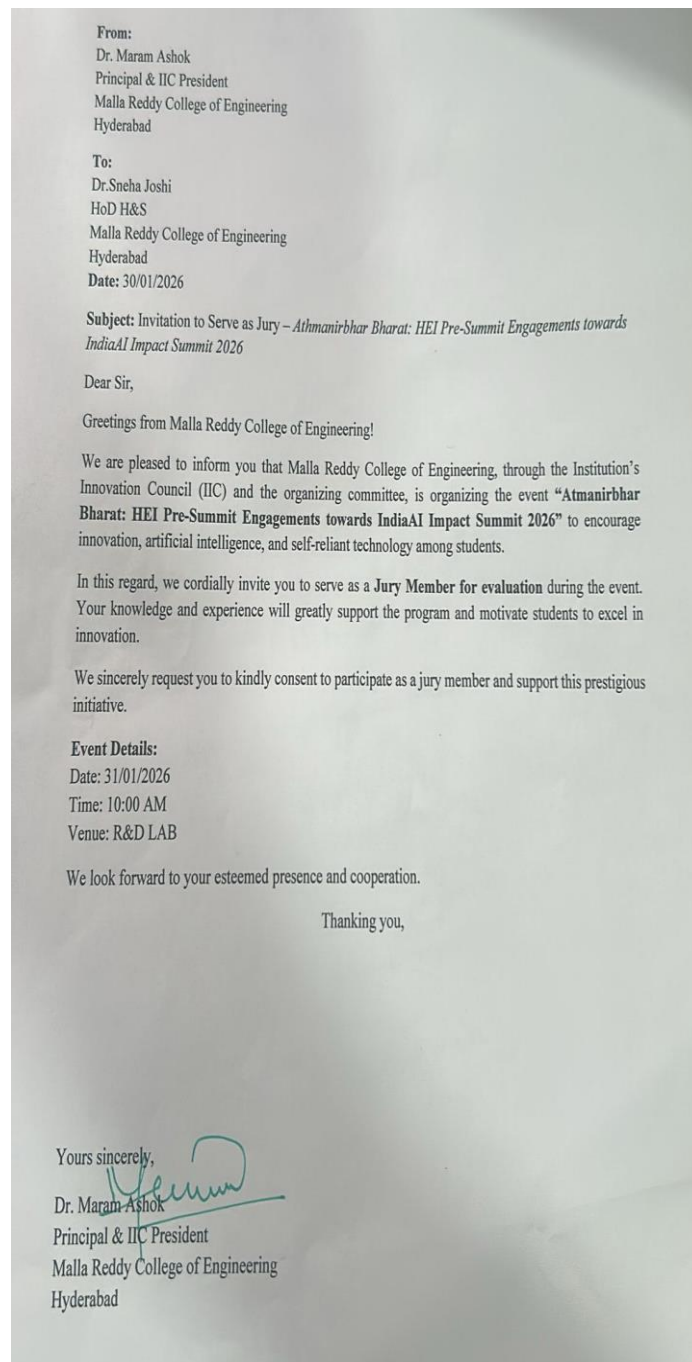 From:
Dr. Maram Ashok
Principal & IIC President
Malla Reddy College of Engineering
Hyderabad
To:
Dr.Sneha Joshi
HoD H&S
Malla Reddy College of Engineering
Hyderabad
Date: 30/01/2026
Subject: Invitation to Serve as Jury – Athmanirbhar Bharat: HEI Pre-Summit Engagements towards
IndiaAI Impact Summit 2026
Dear Sir,
Greetings from Malla Reddy College of Engineering!
We are pleased to inform you that Malla Reddy College of Engineering, through the Institution’s
Innovation Council (IIC) and the organizing committee, is organizing the event “Atmanirbhar
Bharat: HEI Pre-Summit Engagements towards IndiaAI Impact Summit 2026” to encourage
innovation, artificial intelligence, and self-reliant technology among students.
In this regard, we cordially invite you to serve as a Jury Member for evaluation during the event.
Your knowledge and experience will greatly support the program and motivate students to excel in
innovation.
We sincerely request you to kindly consent to participate as a jury member and support this prestigious
initiative.
Event Details:
Date: 31/01/2026
Time: 10:00 AM
Venue: R&D LAB
We look forward to your esteemed presence and cooperation.
Thanking you,
Yours sincerely,
Dr. Maram Ashok
Principal & IIC President
Malla Reddy College of Engineering
Hyderabad